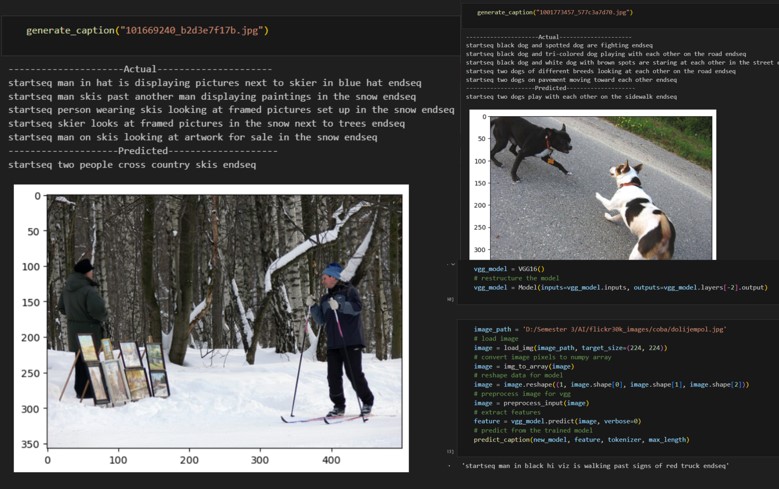 generate_caption("101669240_b2d3e7f17b.jpg")
---------------------Actual---------------------
startseq man in hat is displaying pictures next to skier in blue hat endseq
startseq man skis past another man displaying paintings in the snow endseq
startseq person wearing skis looking at framed pictures set up in the snow endseq
startseq skier looks at framed pictures in the snow next to trees endseq
startseq man on skis looking at artwork for sale in the snow endseq
--------------------Predicted--------------------
startseq two people cross country skis endseq
0
50
100
150
200
250
300
350
0 100 200 300 400
generate_caption("1001773457_577c3a7d70.jpg")
---------------------Actual---------------------
startseq black dog and spotted dog are fighting endseq
startseq black dog and tri-colored dog playing with each other on the road endseq
startseq black dog and white dog with brown spots are staring at each other in the street
startseq two dogs of different breeds looking at each other on the road endseq
startseq two dogs on pavement moving toward each other endseq
--------------------Predicted--------------------
startseq two dogs play with each other on the sidewalk endseq
0
50
100
150
200
250
300
vgg_model = VGG16()
# restructure the model
vgg_model = Model(inputs=vgg_model.inputs, outputs=vgg_model.layers[-2].output)
image_path = 'D:/Semester 3/AI/flickr30k_images/coba/dolijempol.jpg'
# load image
image = load_img(image_path, target_size=(224, 224))
# convert image pixels to numpy array
image = img_to_array(image)
# reshape data for model
image = image.reshape((1, image.shape[0], image.shape[1], image.shape[2]))
# preprocess image for vgg
image = preprocess_input(image)
# extract features
feature = vgg_model.predict(image, verbose=0)
# predict from the trained model
predict_caption(new_model, feature, tokenizer, max_length)
'startseq man in black hi viz is walking past signs of red truck endseq'